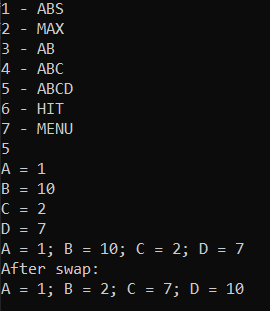 1 - ABS
2 - MAX
3 - AB
4 - ABC
5 - ABCD
6 - HIT
7 - MENU
5
A = 1
B = 10
C = 2
D = 7
A = 1; B = 10; C = 2; D = 7
After swap:
A = 1; B = 2; C = 7; D = 10